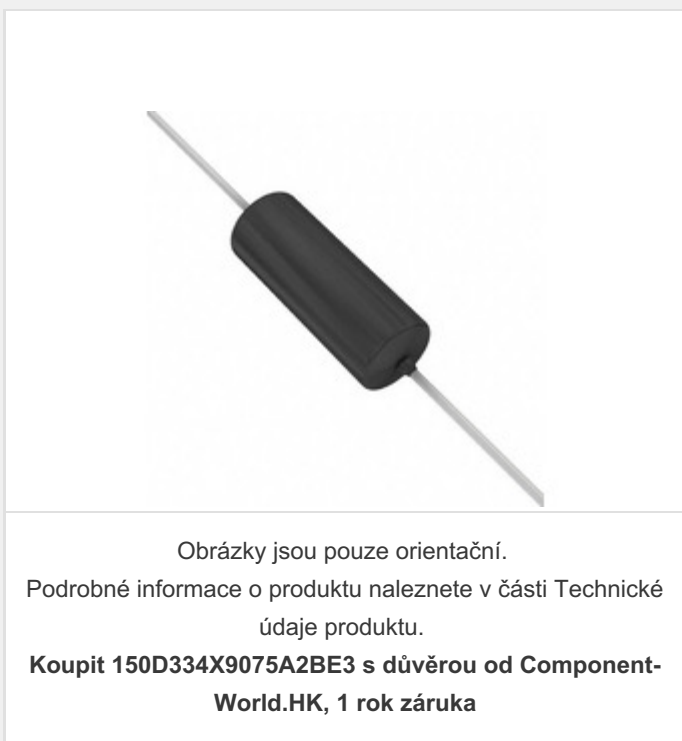 Obrázky jsou pouze orientační.
Podrobné informace o produktu naleznete v části Technické
údaje produktu.
Koupit 150D334X9075A2BE3 s důvěrou od Component-
World.HK, 1 rok záruka